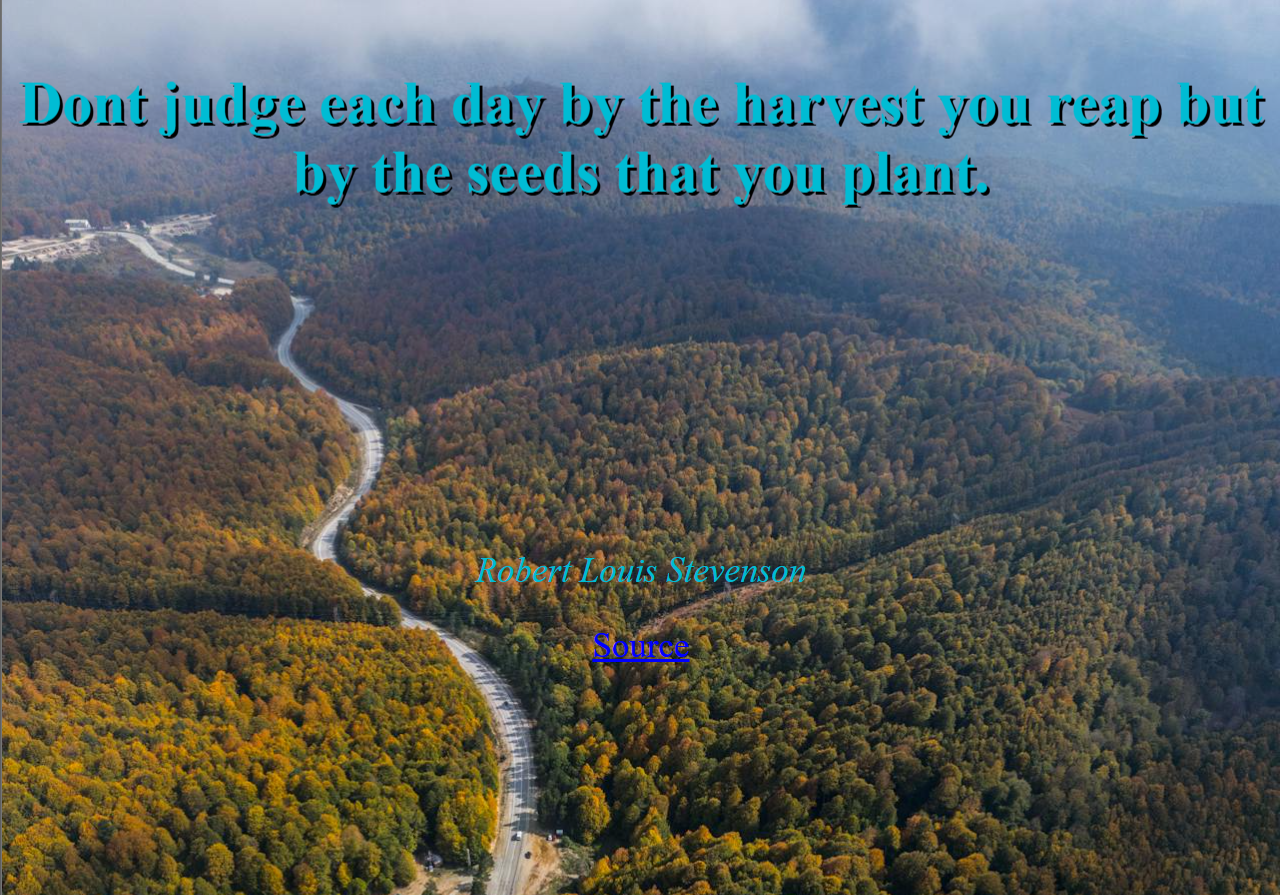 Dont judge each day by the harvest you reap but
by the seeds that you plant.
Robert Louis Stevenson
Source